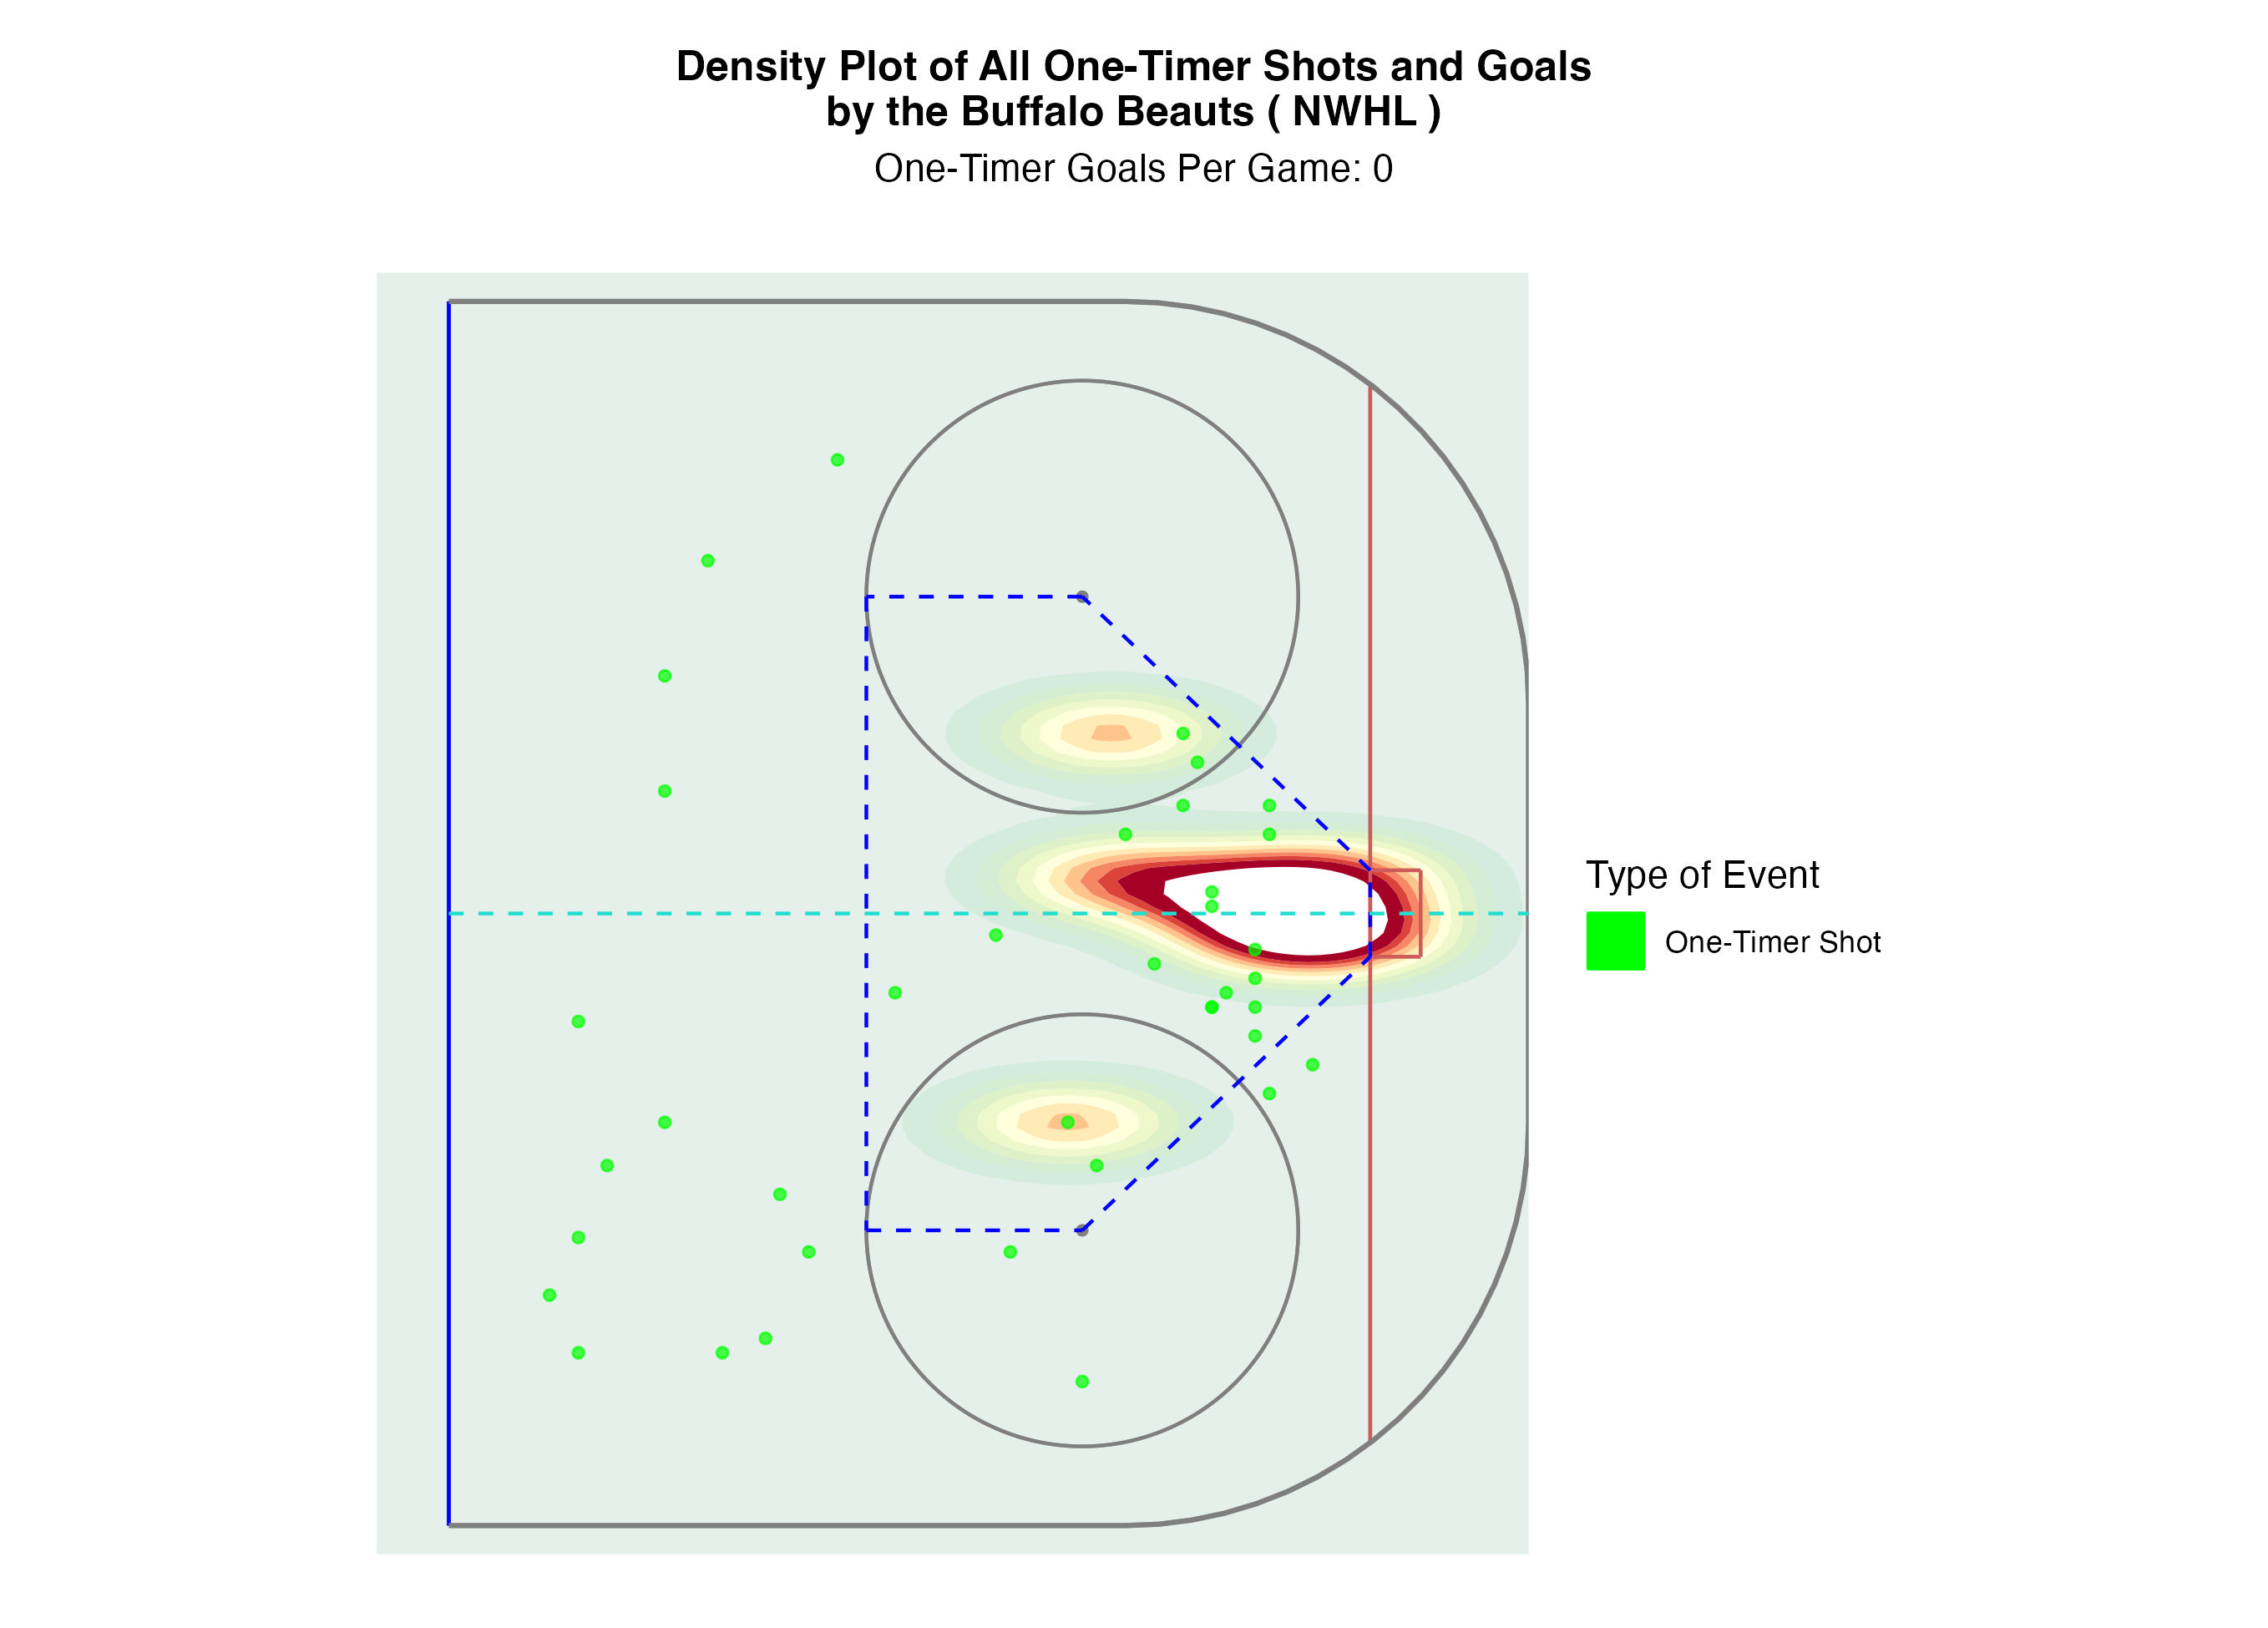 Density Plot of All One-Timer Shots and Goals
by the Buffalo Beauts ( NWHL )
One-Timer Goals Per Game: 0
Type of Event
One-Timer Shot